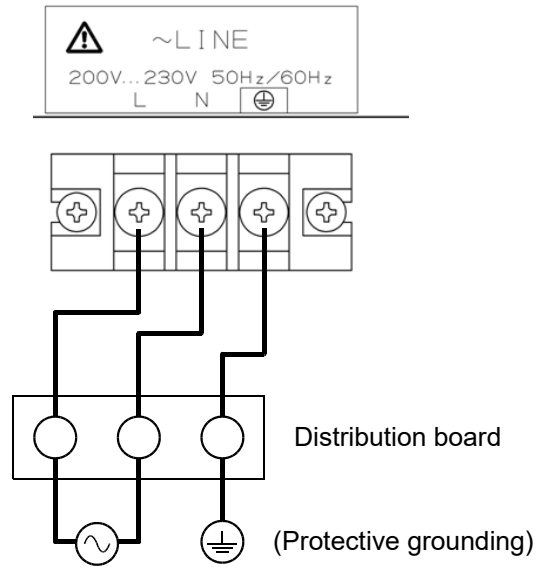 ~LINE
200V...230V 50Hz/60Hz
L N
Distribution board
(Protective grounding)